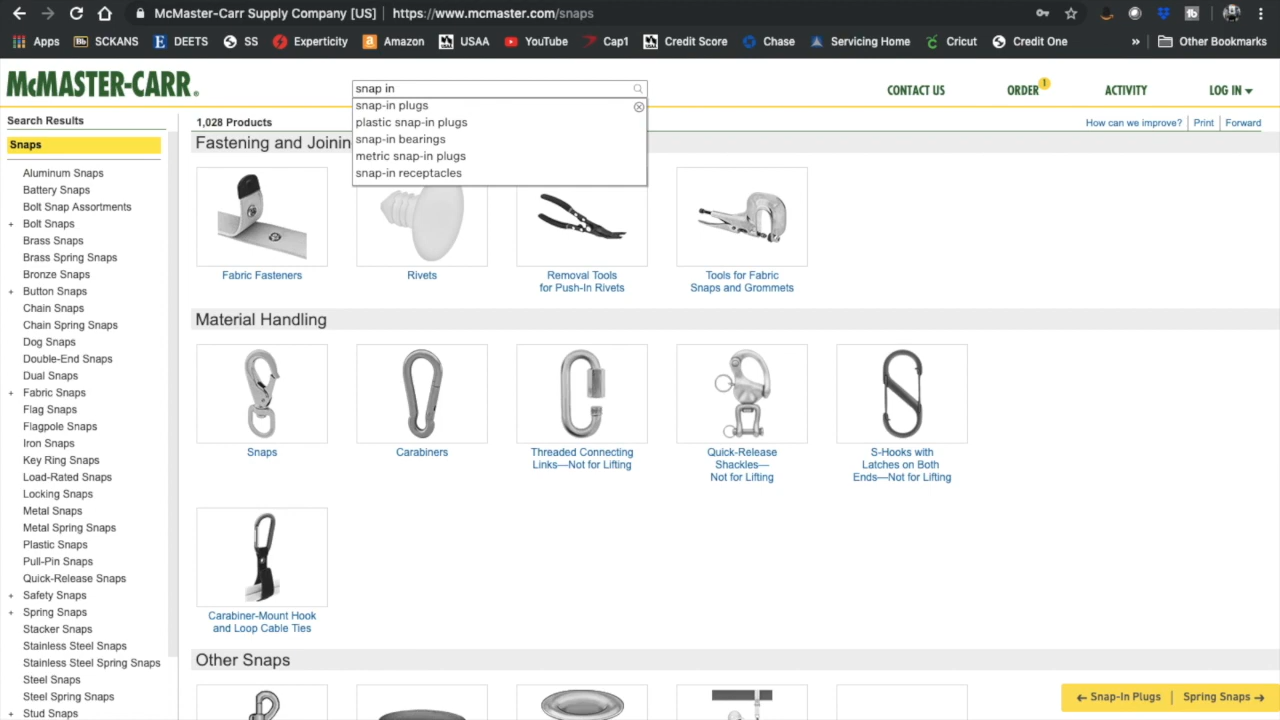 McMaster-Carr Supply Company [US] | https://www.mcmaster.com/snaps
Apps Bb SCKANS E DEETS SS Experticity a Amazon USAA YouTube Cap1 Credit Score Chase Servicing Home Cricut Credit One » Other Bookmarks
McMASTER-CARR®
snap in
snap-in plugs
plastic snap-in plugs
snap-in bearings
metric snap-in plugs
snap-in receptacles
CONTACT US ORDER 1 ACTIVITY LOG IN
How can we improve? Print Forward
Search Results
Snaps
Aluminum Snaps
Battery Snaps
Bolt Snap Assortments
+ Bolt Snaps
Brass Snaps
Brass Spring Snaps
Bronze Snaps
+ Button Snaps
Chain Snaps
Chain Spring Snaps
Dog Snaps
Double-End Snaps
Dual Snaps
+ Fabric Snaps
Flag Snaps
Flagpole Snaps
Iron Snaps
Key Ring Snaps
Load-Rated Snaps
Locking Snaps
Metal Snaps
Metal Spring Snaps
Plastic Snaps
Pull-Pin Snaps
Quick-Release Snaps
+ Safety Snaps
+ Spring Snaps
Stacker Snaps
Stainless Steel Snaps
Stainless Steel Spring Snaps
Steel Snaps
Steel Spring Snaps
+ Stud Snaps
1,028 Products
Fastening and Joinin
Fabric Fasteners
Rivets
Removal Tools
for Push-In Rivets
Tools for Fabric
Snaps and Grommets
Material Handling
Snaps
Carabiners
Threaded Connecting
Links—Not for Lifting
Quick-Release
Shackles—
Not for Lifting
S-Hooks with
Latches on Both
Ends—Not for Lifting
Carabiner-Mount Hook
and Loop Cable Ties
Other Snaps
← Snap-In Plugs | Spring Snaps →